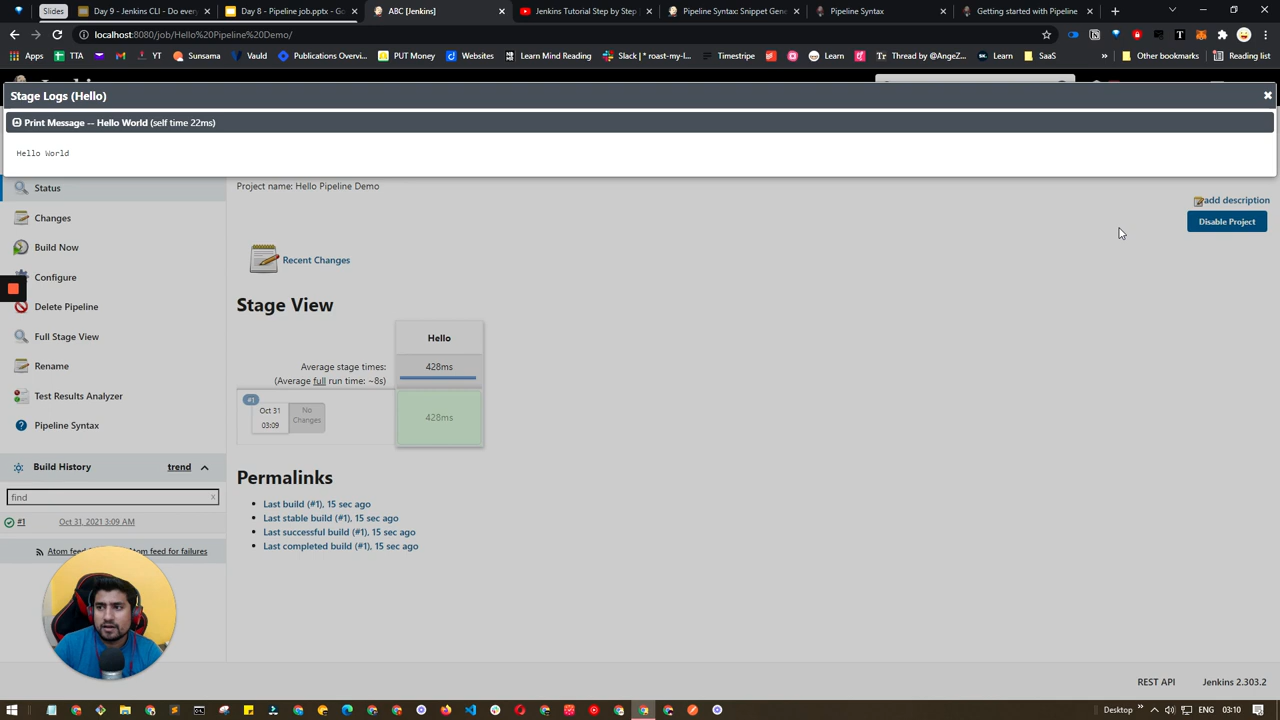 Slides
Day 9 - Jenkins CLI - Do every
Day 8 - Pipeline job.pptx - Go
ABC [Jenkins]
Jenkins Tutorial Step by Step
Pipeline Syntax: Snippet Gene
Pipeline Syntax
Getting started with Pipeline
localhost:8080/job/Hello%20Pipeline%20Demo/
Apps
TTA
YT
Sunsama
Vauld
Publications Overvi...
PUT Money
Websites
Learn Mind Reading
Slack | * roast-my-l...
Timestripe
Learn
Thread by @AngeZ...
Learn
SaaS
Other bookmarks
Reading list
Stage Logs (Hello)
Print Message -- Hello World (self time 22ms)
Hello World
Status
Changes
Build Now
Configure
Delete Pipeline
Full Stage View
Rename
Test Results Analyzer
Pipeline Syntax
Build History
trend
find
x
#1
Oct 31, 2021 3:09 AM
Atom feed
Atom feed for failures
Project name: Hello Pipeline Demo
add description
Disable Project
Recent Changes
Stage View
Hello
Average stage times:
428ms
(Average full run time: ~8s)
#1
Oct 31
03:09
No
Changes
428ms
Permalinks
Last build (#1), 15 sec ago
Last stable build (#1), 15 sec ago
Last successful build (#1), 15 sec ago
Last completed build (#1), 15 sec ago
REST API
Jenkins 2.303.2
Desktop
ENG
03:10